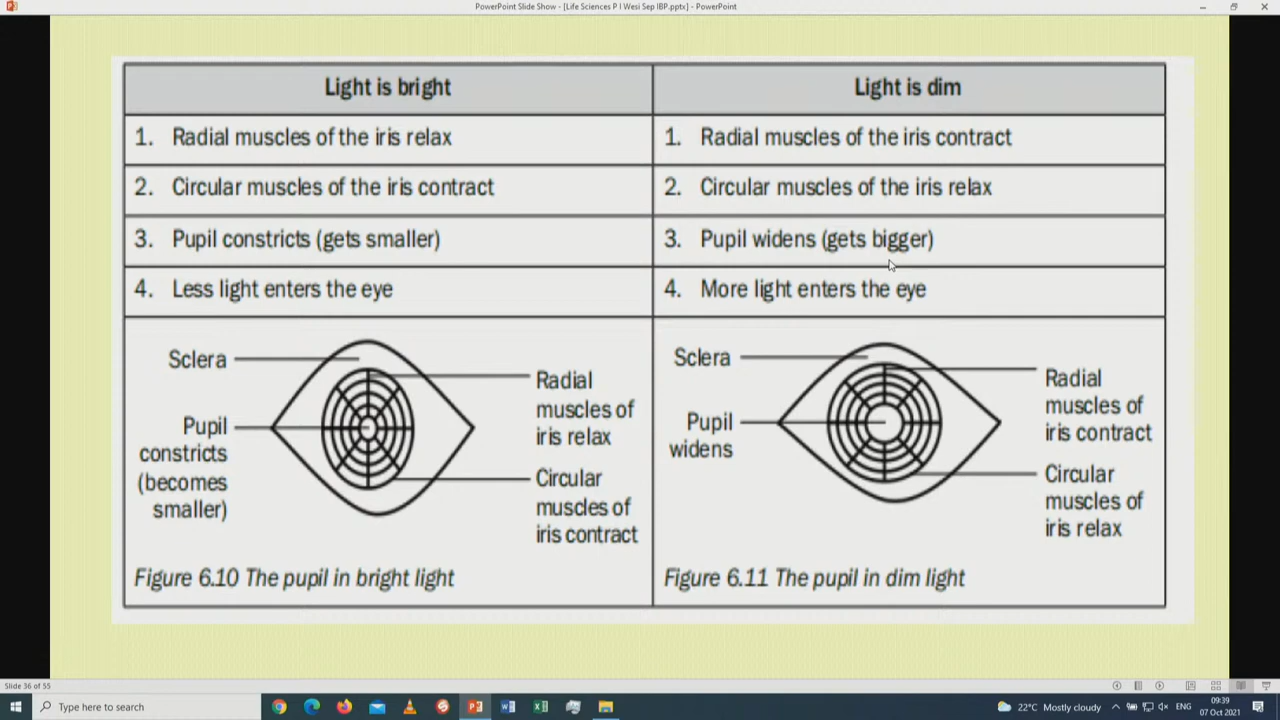 PowerPoint Slide Show - [Life Sciences P I Wesi Sep IBP.pptx] - PowerPoint
Light is bright
Light is dim
1. Radial muscles of the iris relax
1. Radial muscles of the iris contract
2. Circular muscles of the iris contract
2. Circular muscles of the iris relax
3. Pupil constricts (gets smaller)
3. Pupil widens (gets bigger)
4. Less light enters the eye
4. More light enters the eye
Sclera
Pupil
constricts
(becomes
smaller)
Radial
muscles of
iris relax
Circular
muscles of
iris contract
Figure 6.10 The pupil in bright light
Sclera
Pupil
widens
Radial
muscles of
iris contract
Circular
muscles of
iris relax
Figure 6.11 The pupil in dim light
Slide 36 of 55
Type here to search
22°C Mostly cloudy
ENG
09:39
07 Oct 2021